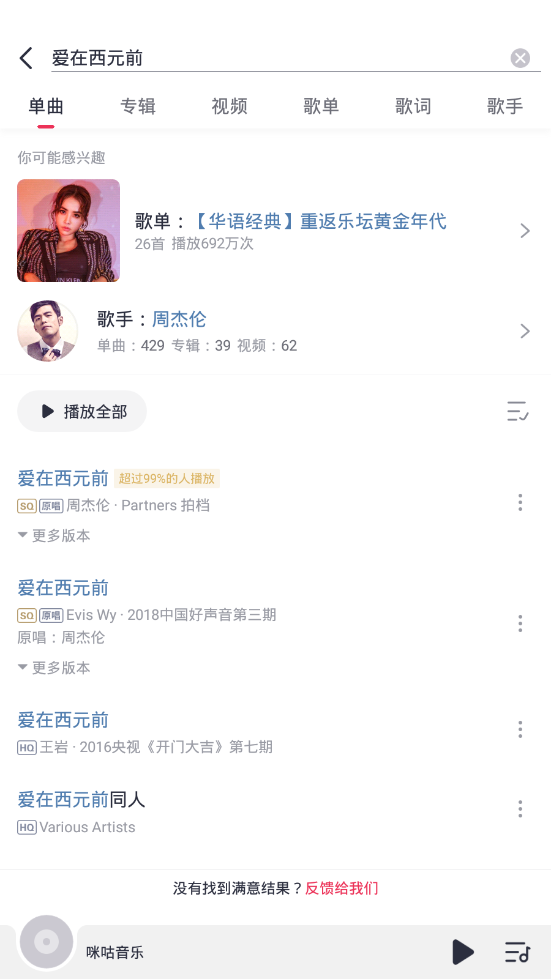 爱在西元前
单曲 专辑 视频 歌单 歌词 歌手
你可能感兴趣
歌单：【华语经典】重返乐坛黄金年代
26首 播放692万次
歌手：周杰伦
单曲：429 专辑：39 视频：62
播放全部
爱在西元前 超过99%的人播放
SQ 原唱 周杰伦 · Partners 拍档
更多版本
爱在西元前
SQ 原唱 Evis Wy · 2018中国好声音第三期
原唱：周杰伦
更多版本
爱在西元前
HQ 王岩 · 2016央视《开门大吉》第七期
爱在西元前同人
HQ Various Artists
没有找到满意结果？反馈给我们
咪咕音乐